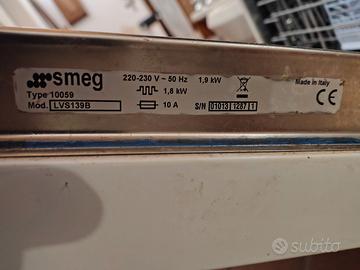 smeg
220-230 V ~ 50 Hz 1,9 kW
Made in Italy
Type 10059
1,8 kW
Mod. LVS139B
10 A
S/N 01013
CE
subito